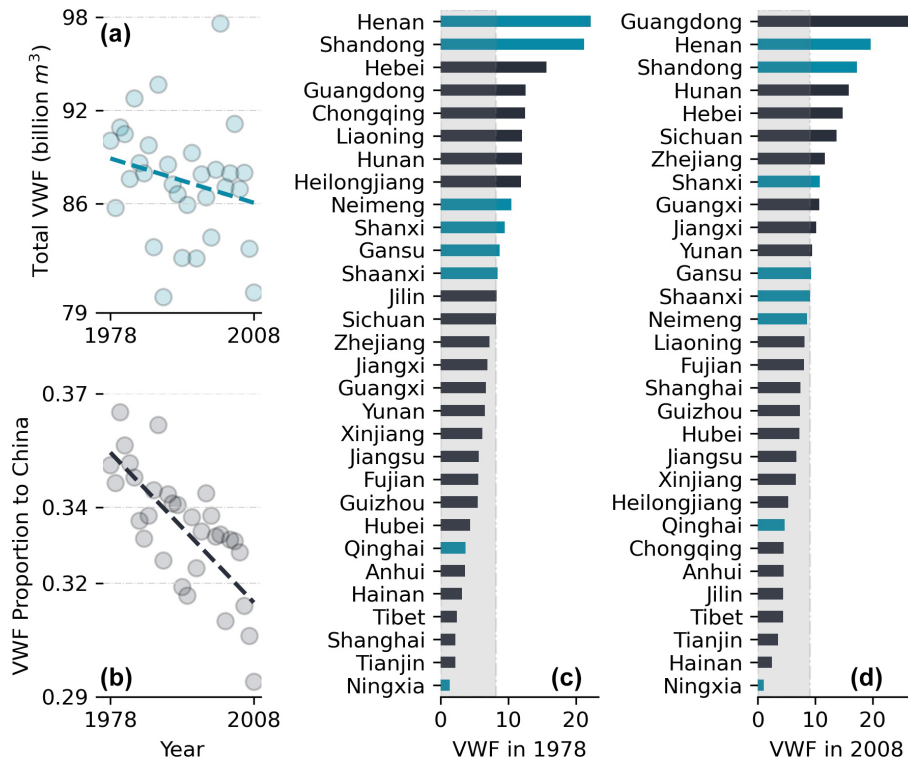 (a)
Total VWF (billion m³)
98
92
86
79
1978
2008
(b)
VWF Proportion to China
0.37
0.34
0.32
0.29
1978
2008
Year
(c)
Henan
Shandong
Hebei
Guangdong
Chongqing
Liaoning
Hunan
Heilongjiang
Neimeng
Shanxi
Gansu
Shaanxi
Jilin
Sichuan
Zhejiang
Jiangxi
Guangxi
Yunan
Xinjiang
Jiangsu
Fujian
Guizhou
Hubei
Qinghai
Anhui
Hainan
Tibet
Shanghai
Tianjin
Ningxia
0 10 20
VWF in 1978
(d)
Guangdong
Henan
Shandong
Hunan
Hebei
Sichuan
Zhejiang
Shanxi
Guangxi
Jiangxi
Yunan
Gansu
Shaanxi
Neimeng
Liaoning
Fujian
Shanghai
Guizhou
Hubei
Jiangsu
Xinjiang
Heilongjiang
Qinghai
Chongqing
Anhui
Jilin
Tibet
Tianjin
Hainan
Ningxia
0 10 20
VWF in 2008